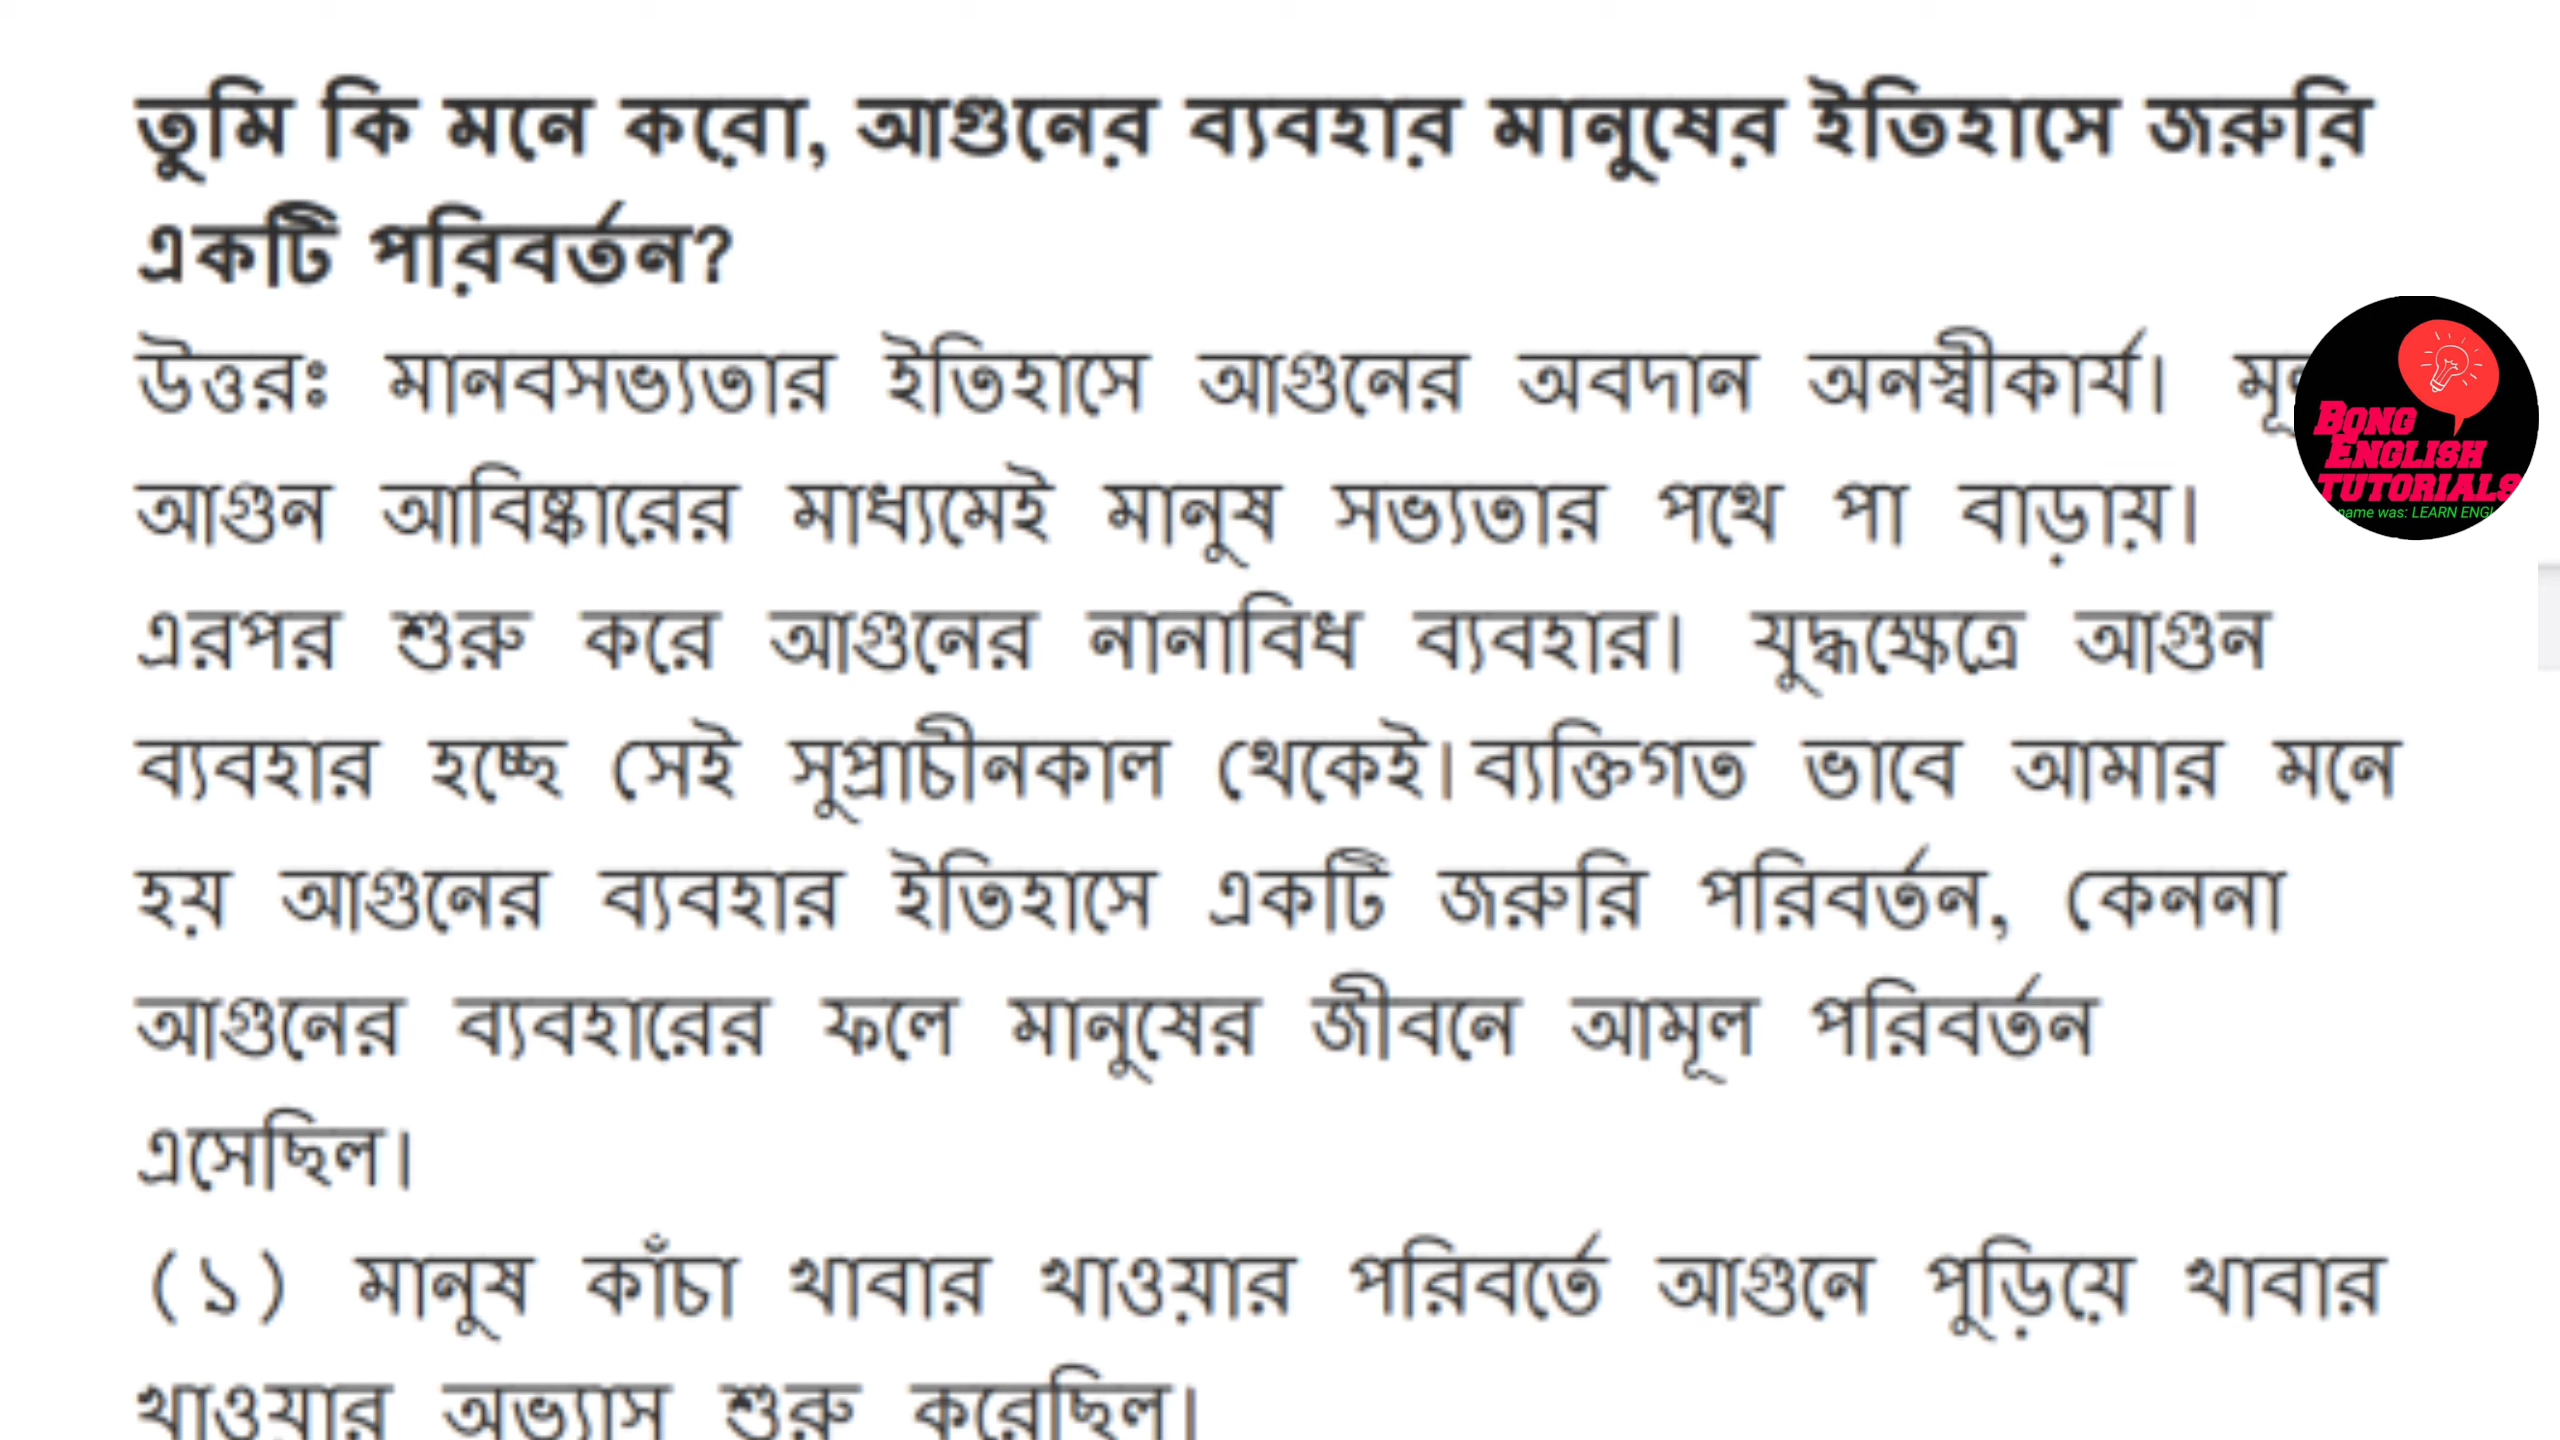 তুমি কি মনে করো, আগুনের ব্যবহার মানুষের ইতিহাসে জরুরি
একটি পরিবর্তন?
উত্তরঃ মানবসভ্যতার ইতিহাসে আগুনের অবদান অনস্বীকার্য।
আগুন আবিষ্কারের মাধ্যমেই মানুষ সভ্যতার পথে পা বাড়ায়।
এরপর শুরু করে আগুনের নানাবিধ ব্যবহার। যুদ্ধক্ষেত্রে আগুন
ব্যবহার হচ্ছে সেই সুপ্রাচীনকাল থেকেই।ব্যক্তিগত ভাবে আমার মনে
হয় আগুনের ব্যবহার ইতিহাসে একটি জরুরি পরিবর্তন, কেননা
আগুনের ব্যবহারের ফলে মানুষের জীবনে আমূল পরিবর্তন
এসেছিল।
(১) মানুষ কাঁচা খাবার খাওয়ার পরিবর্তে আগুনে পুড়িয়ে খাবার
খাওয়ার অভ্যাস শুরু করেছিল।
BONG
ENGLISH
TUTORIALS
name was: LEARN